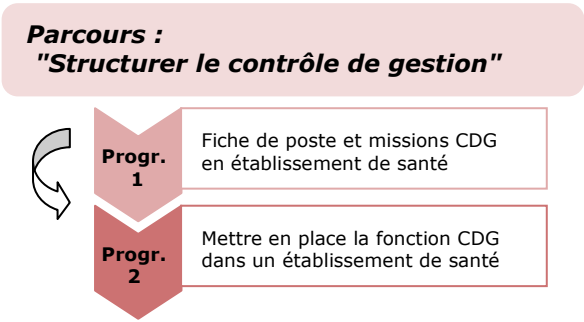 Parcours :
"Structurer le contrôle de gestion"
Progr.
1
Fiche de poste et missions CDG
en établissement de santé
Progr.
2
Mettre en place la fonction CDG
dans un établissement de santé